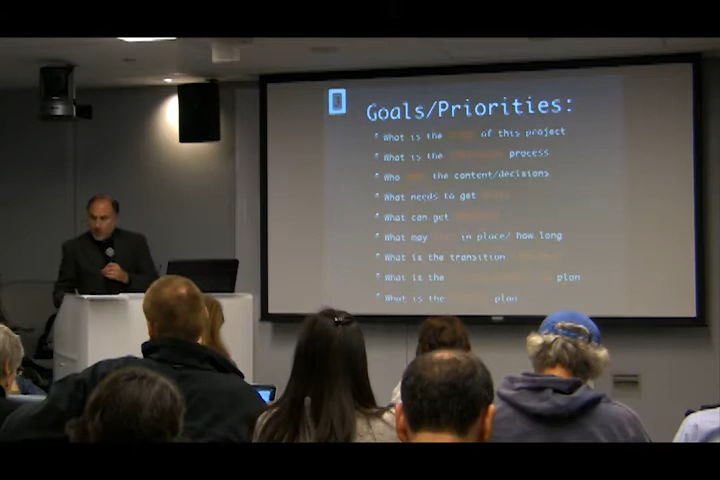 Goals/Priorities:
What is the of this project
What is the process
Who the content/decisions
What needs to get
What can get
What may in place/ how long
What is the transition
What is the plan
What is the plan